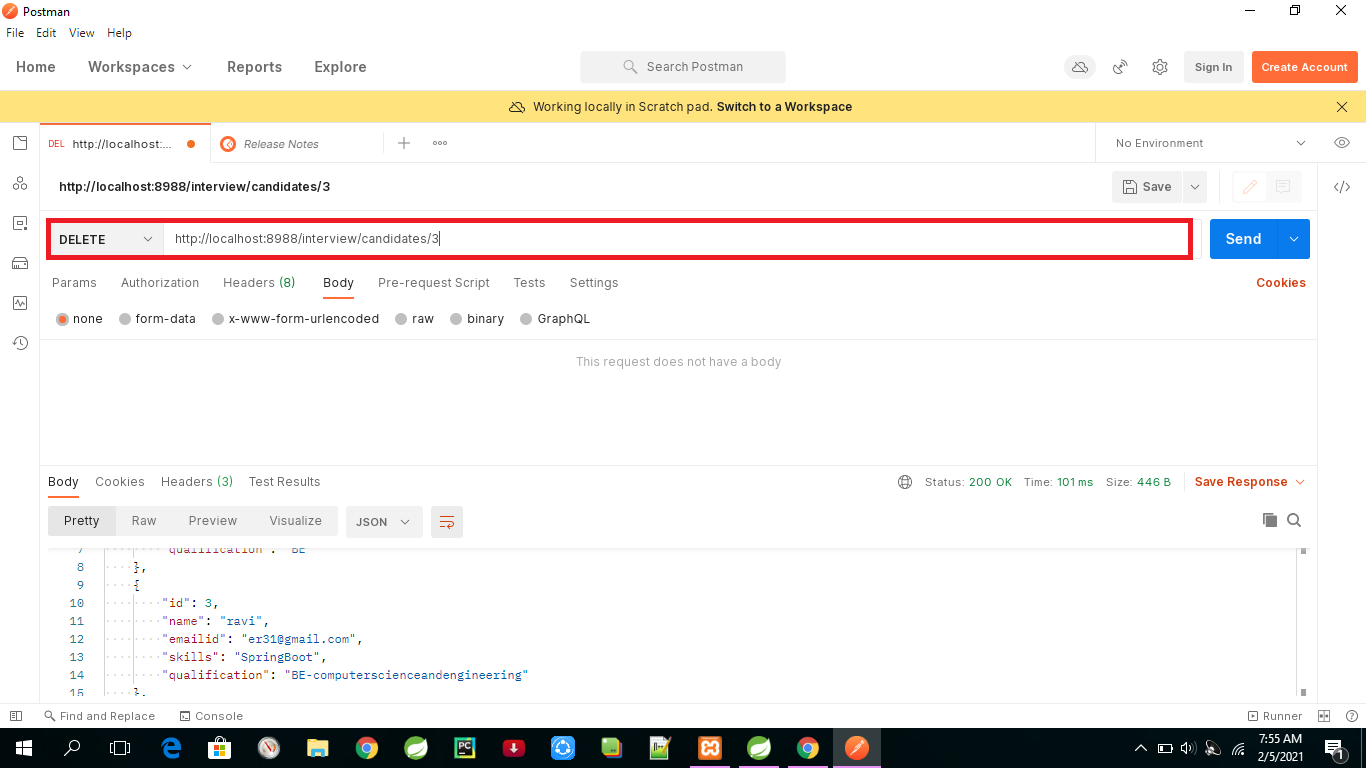 Postman
File Edit View Help
Home Workspaces Reports Explore Search Postman Sign In Create Account
Working locally in Scratch pad. Switch to a Workspace
DEL http://localhost:... Release Notes No Environment
http://localhost:8988/interview/candidates/3 Save
DELETE http://localhost:8988/interview/candidates/3 Send
Params Authorization Headers (8) Body Pre-request Script Tests Settings Cookies
none form-data x-www-form-urlencoded raw binary GraphQL
This request does not have a body
Body Cookies Headers (3) Test Results Status: 200 OK Time: 101 ms Size: 446 B Save Response
Pretty Raw Preview Visualize JSON
7 "qualification": "BE"
8 },
9 {
10 "id": 3,
11 "name": "ravi",
12 "emailid": "er31@gmail.com",
13 "skills": "SpringBoot",
14 "qualification": "BE-computerscienceandengineering"
15 },
Find and Replace Console Runner
7:55 AM
2/5/2021
1